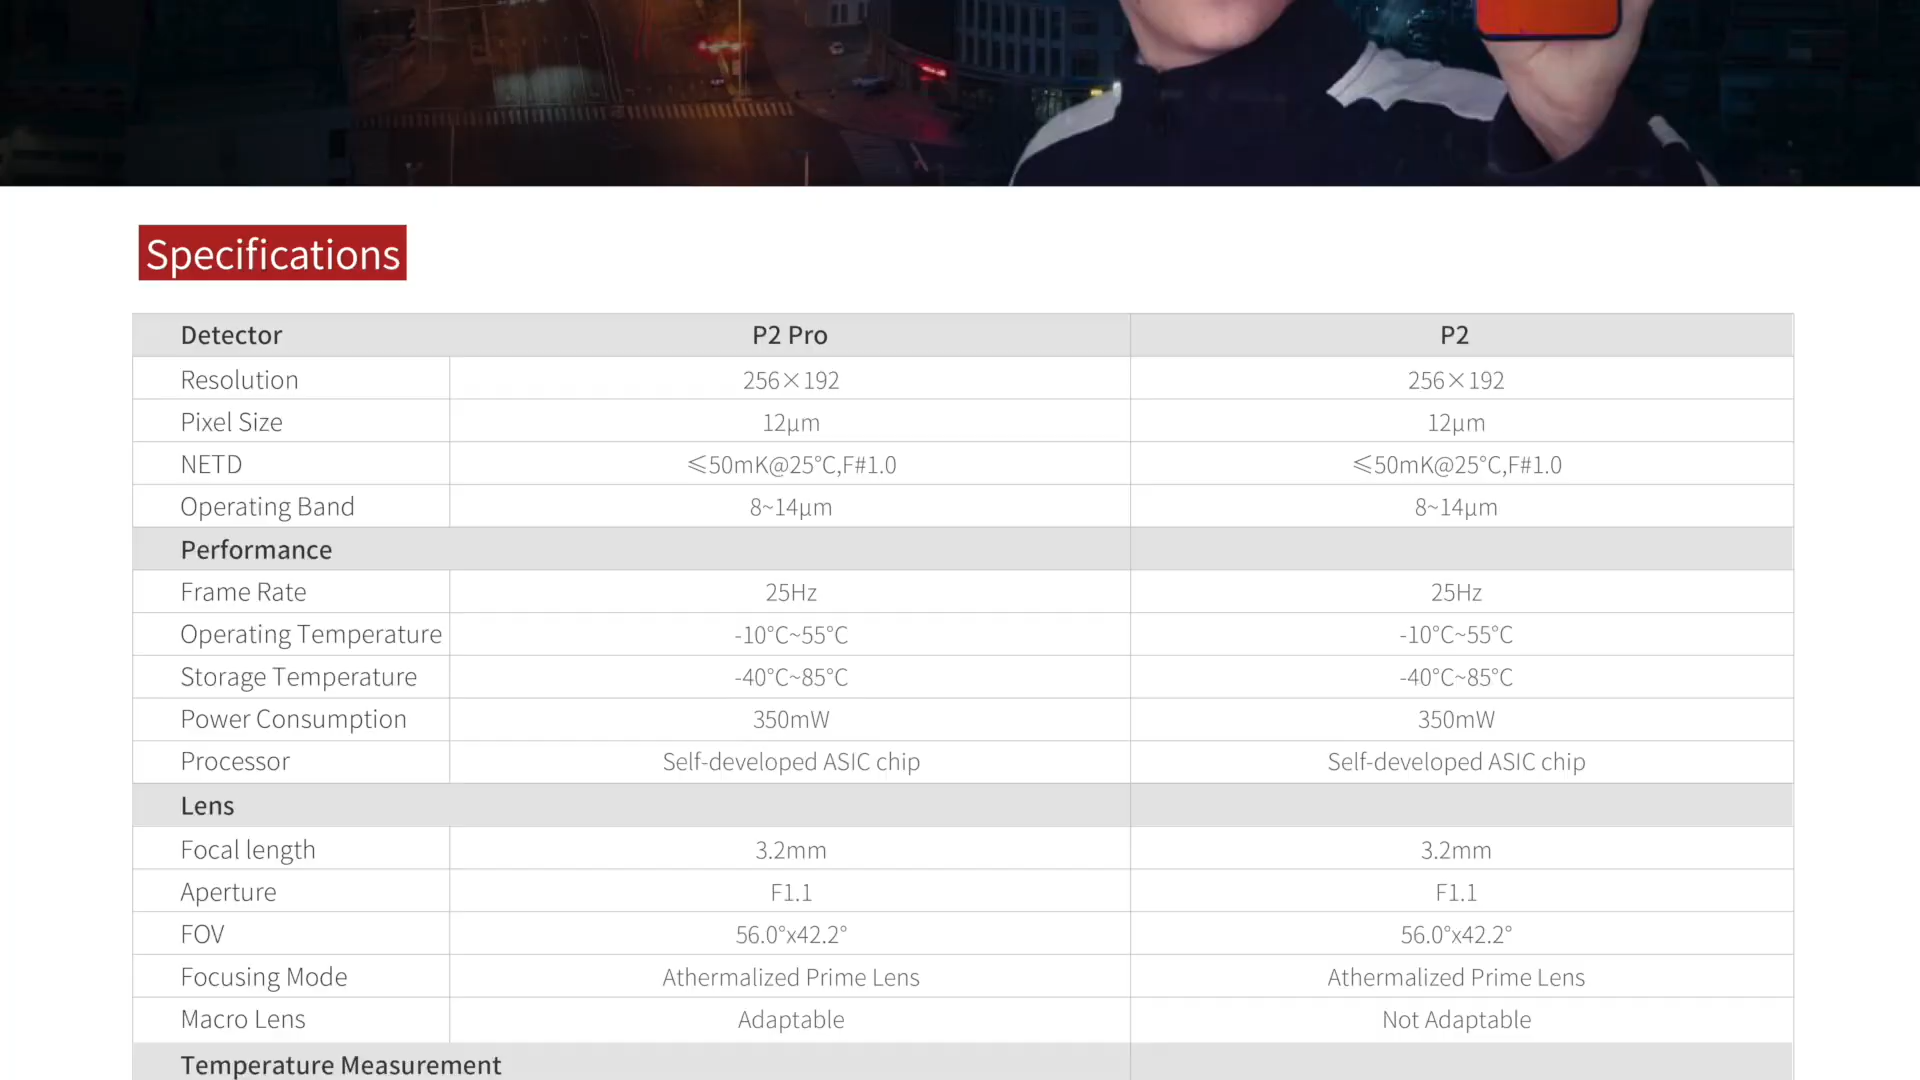 Specifications
Detector P2 Pro P2
Resolution 256×192 256×192
Pixel Size 12μm 12μm
NETD ≤50mK@25°C,F#1.0 ≤50mK@25°C,F#1.0
Operating Band 8~14μm 8~14μm
Performance
Frame Rate 25Hz 25Hz
Operating Temperature -10°C~55°C -10°C~55°C
Storage Temperature -40°C~85°C -40°C~85°C
Power Consumption 350mW 350mW
Processor Self-developed ASIC chip Self-developed ASIC chip
Lens
Focal length 3.2mm 3.2mm
Aperture F1.1 F1.1
FOV 56.0°x42.2° 56.0°x42.2°
Focusing Mode Athermalized Prime Lens Athermalized Prime Lens
Macro Lens Adaptable Not Adaptable
Temperature Measurement